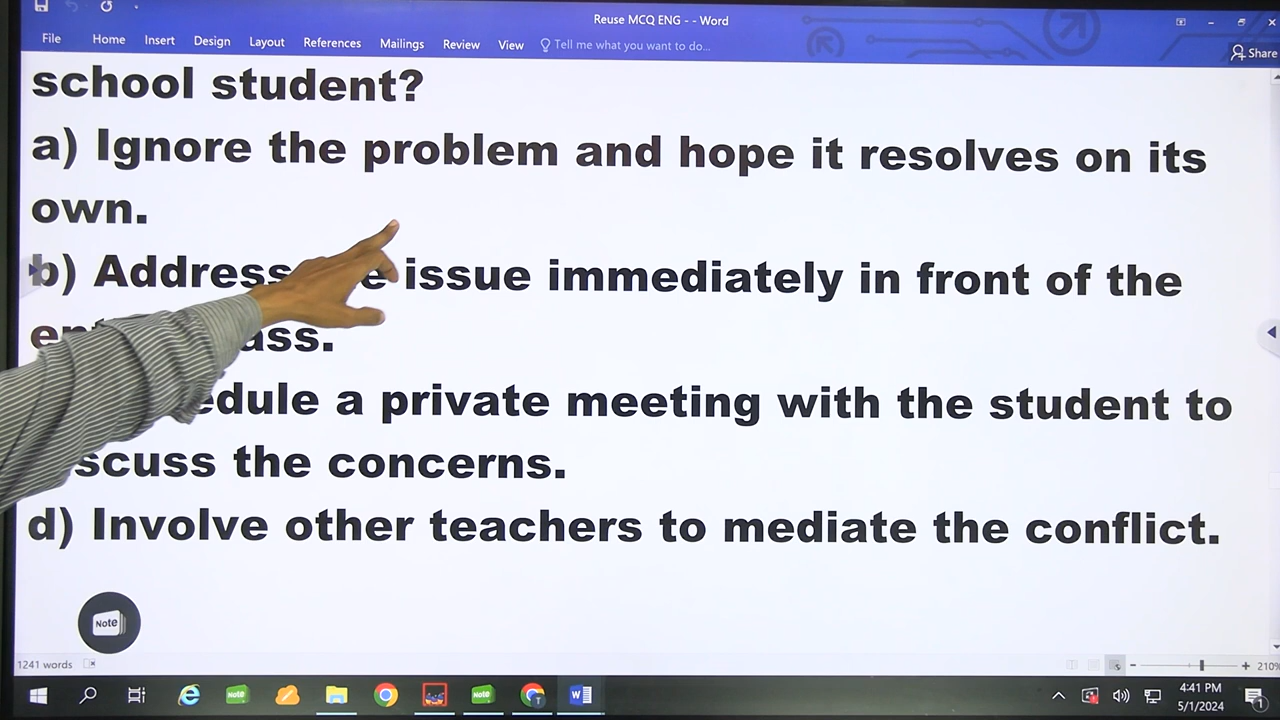 Reuse MCQ ENG - - Word
File Home Insert Design Layout References Mailings Review View Tell me what you want to do... Share
school student?
a) Ignore the problem and hope it resolves on its
own.
b) Address issue immediately in front of the
a private meeting with the student to
the concerns.
d) Involve other teachers to mediate the conflict.
Note
1241 words 210%
Note Note
4:41 PM
5/1/2024